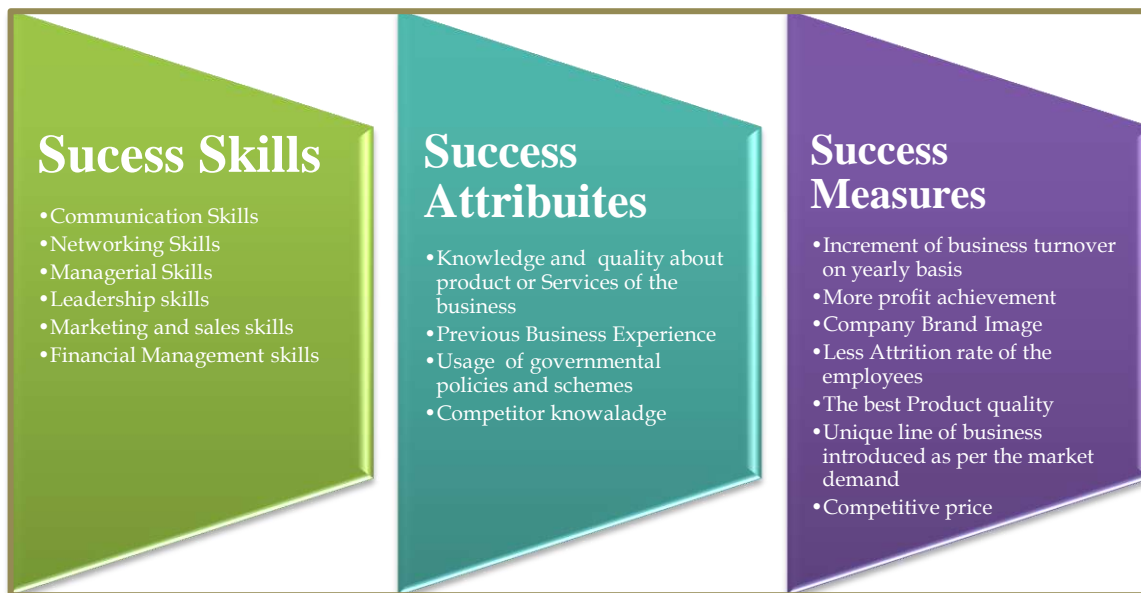 Sucess Skills
•Communication Skills
•Networking Skills
•Managerial Skills
•Leadership skills
•Marketing and sales skills
•Financial Management skills
Success
Attribuites
•Knowledge and quality about
product or Services of the
business
•Previous Business Experience
•Usage of governmental
policies and schemes
•Competitor knowaladge
Success
Measures
•Increment of business turnover
on yearly basis
•More profit achievement
•Company Brand Image
•Less Attrition rate of the
employees
•The best Product quality
•Unique line of business
introduced as per the market
demand
•Competitive price